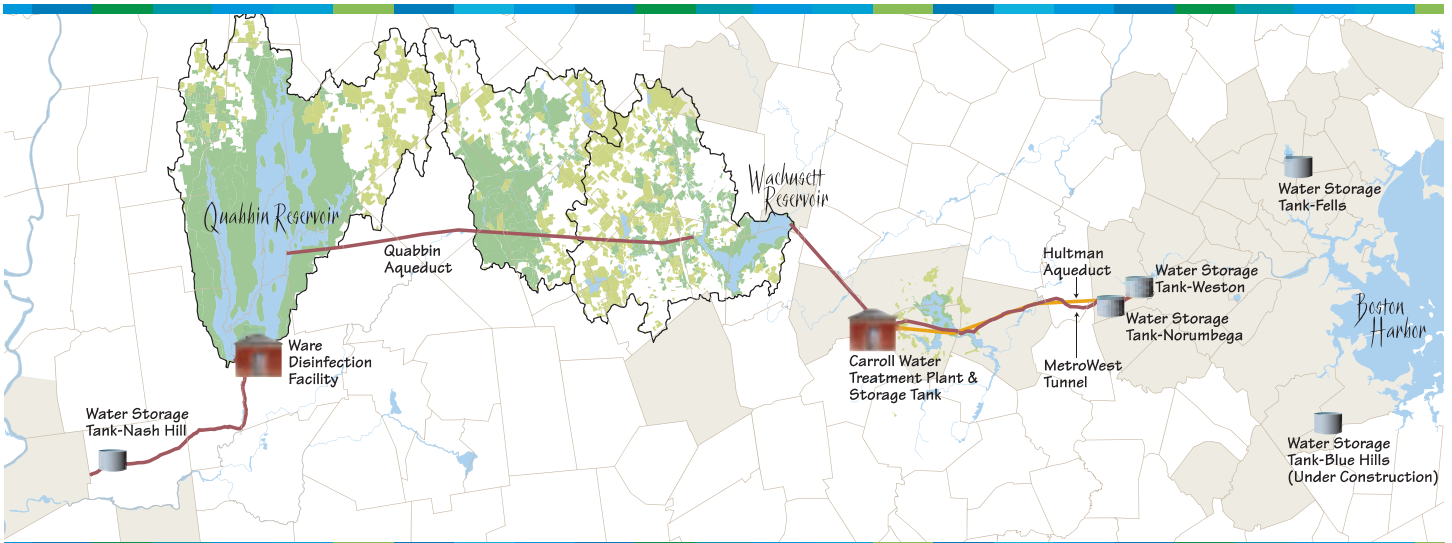 Quabbin Reservoir
Quabbin
Aqueduct
Wachusett
Reservoir
Ware
Disinfection
Facility
Water Storage
Tank-Nash Hill
Carroll Water
Treatment Plant &
Storage Tank
Hultman
Aqueduct
MetroWest
Tunnel
Water Storage
Tank-Weston
Water Storage
Tank-Norumbega
Water Storage
Tank-Fells
Boston
Harbor
Water Storage
Tank-Blue Hills
(Under Construction)